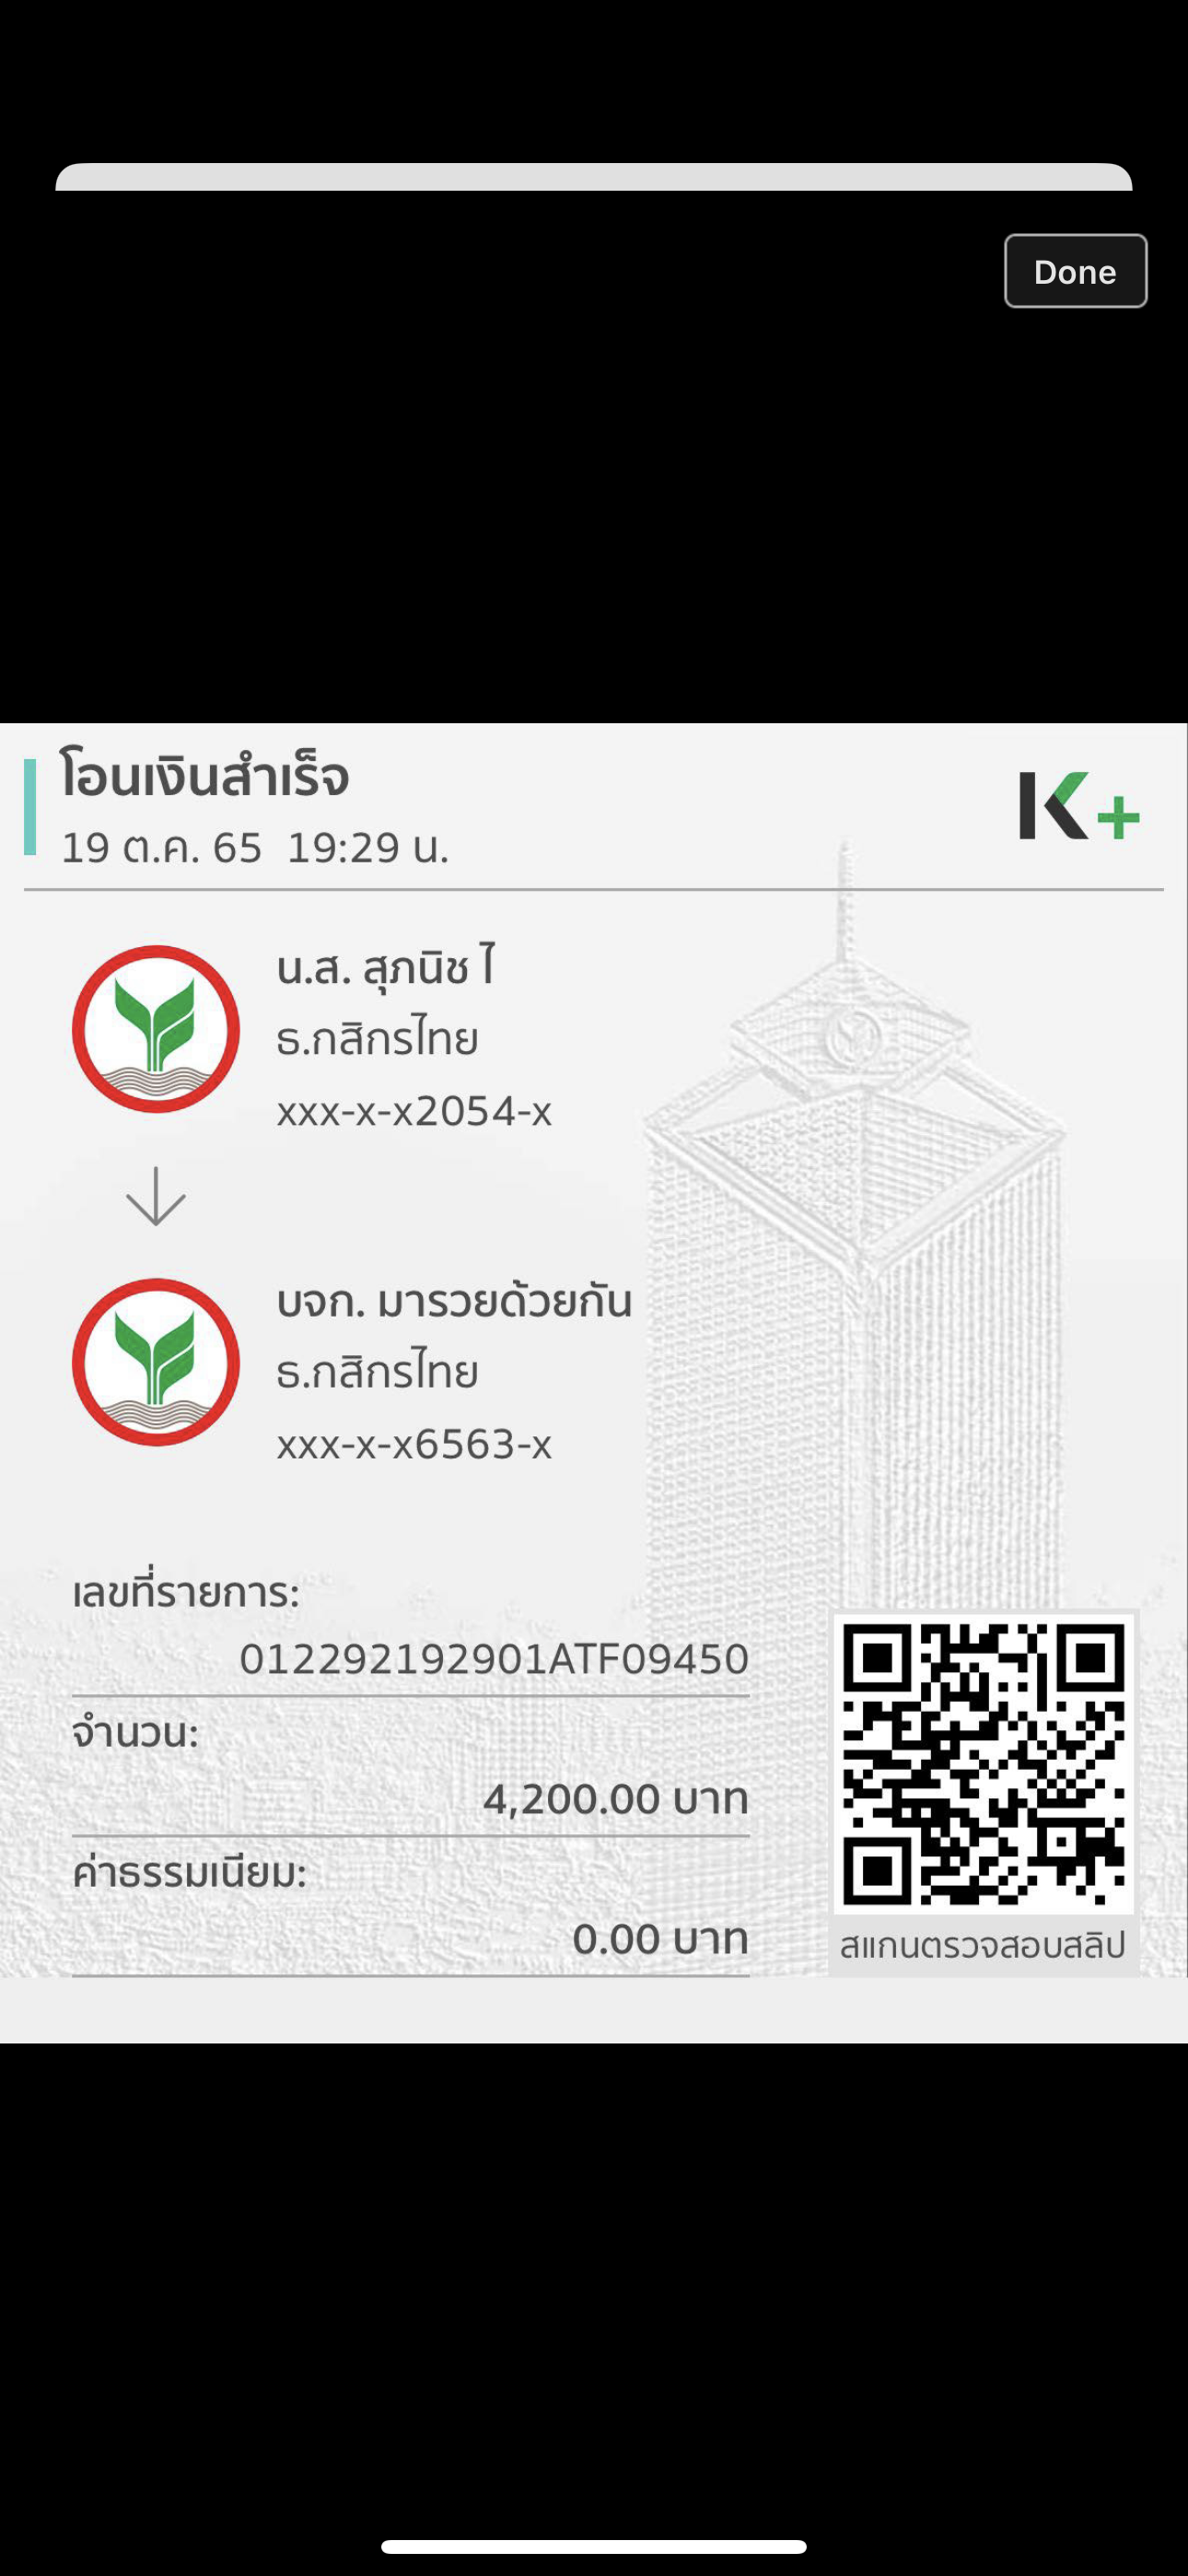 Done
โอนเงินสำเร็จ
19 ต.ค. 65 19:29 น.
K+
น.ส. สุภนิช ไ
ธ.กสิกรไทย
xxx-x-x2054-x
บจก. มารวยด้วยกัน
ธ.กสิกรไทย
xxx-x-x6563-x
เลขที่รายการ:
012292192901ATF09450
จำนวน:
4,200.00 บาท
ค่าธรรมเนียม:
0.00 บาท
สแกนตรวจสอบสลิป